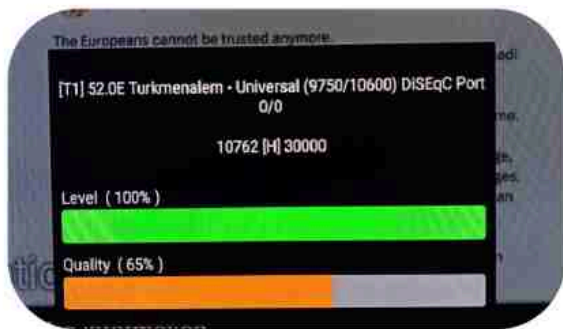 The Europeans cannot be trusted anymore.
[T1] 52.0E Turkmenalem - Universal (9750/10600) DiSEqC Port
0/0
10762 [H] 30000
Level ( 100% )
Quality ( 65% )